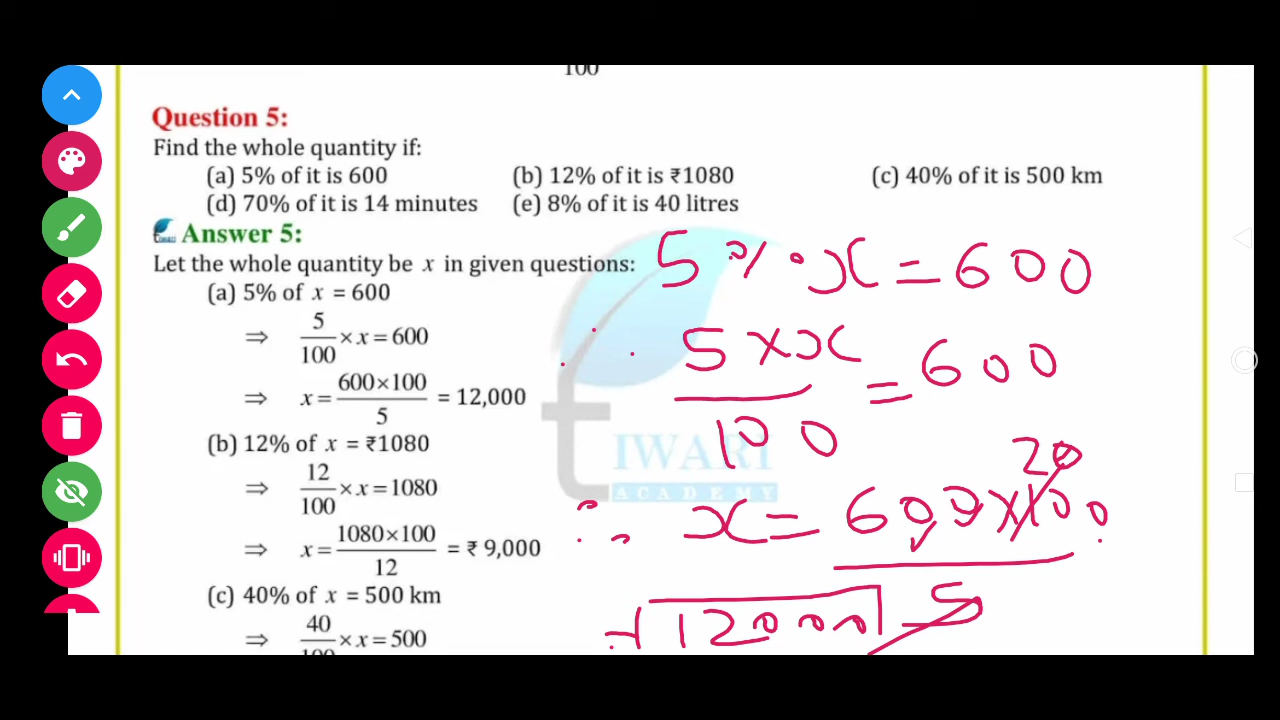 100
Question 5:
Find the whole quantity if:
(a) 5% of it is 600 (b) 12% of it is ₹1080 (c) 40% of it is 500 km
(d) 70% of it is 14 minutes (e) 8% of it is 40 litres
Answer 5:
Let the whole quantity be x in given questions:
(a) 5% of x = 600
⇒ 5/100 × x = 600
⇒ x = 600×100/5 = 12,000
(b) 12% of x = ₹1080
⇒ 12/100 × x = 1080
⇒ x = 1080×100/12 = ₹ 9,000
(c) 40% of x = 500 km
⇒ 40/100 × x = 500
5 % · x = 600
∴ 5 × x / 100 = 600
20
∴ x = 600 × 100 / 5
12000
TIWARI
ACADEMY